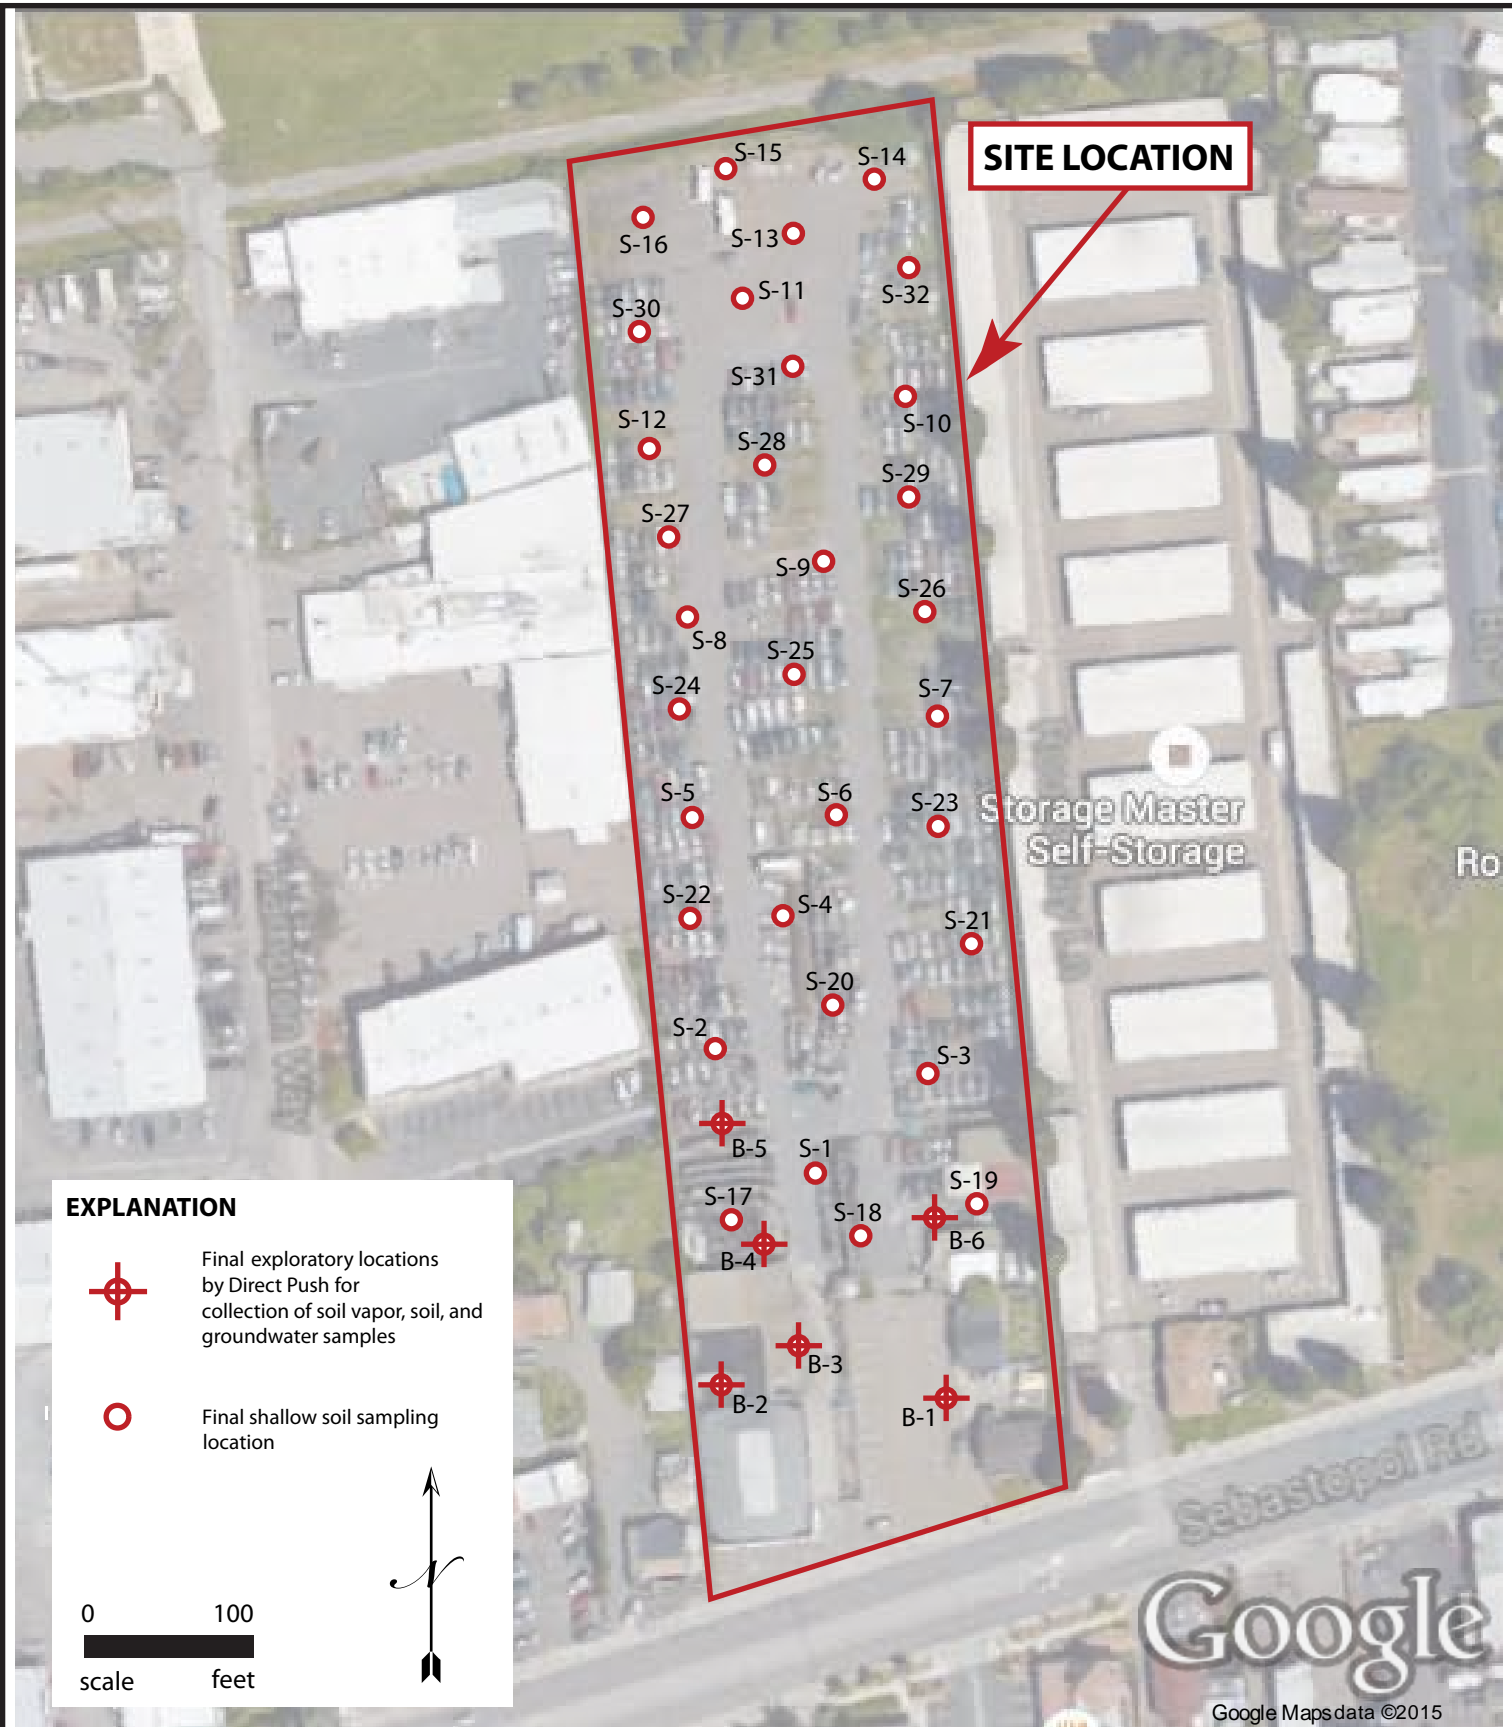 SITE LOCATION
S-15
S-14
S-16
S-13
S-32
S-11
S-30
S-31
S-10
S-12
S-28
S-29
S-27
S-9
S-26
S-8
S-25
S-24
S-7
S-5
S-6
S-23
Storage Master
Self-Storage
Ro
S-22
S-4
S-21
S-20
S-2
S-3
B-5
S-1
S-19
S-17
S-18
B-6
B-4
B-3
B-2
B-1
Way
Sebastopol Rd
EXPLANATION
Final exploratory locations
by Direct Push for
collection of soil vapor, soil, and
groundwater samples
Final shallow soil sampling
location
N
0 100
scale feet
Google
Google Maps data ©2015